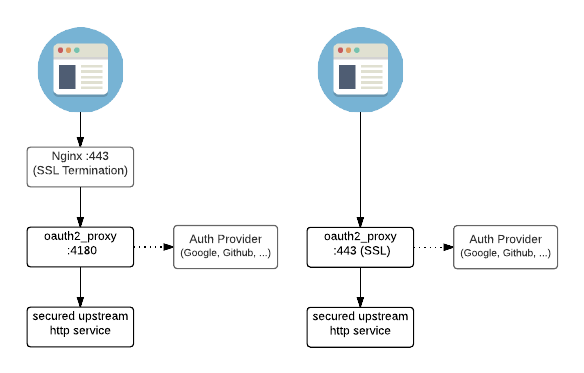 Nginx :443
(SSL Termination)
oauth2_proxy
:4180
Auth Provider
(Google, Github, ...)
secured upstream
http service
oauth2_proxy
:443 (SSL)
Auth Provider
(Google, Github, ...)
secured upstream
http service